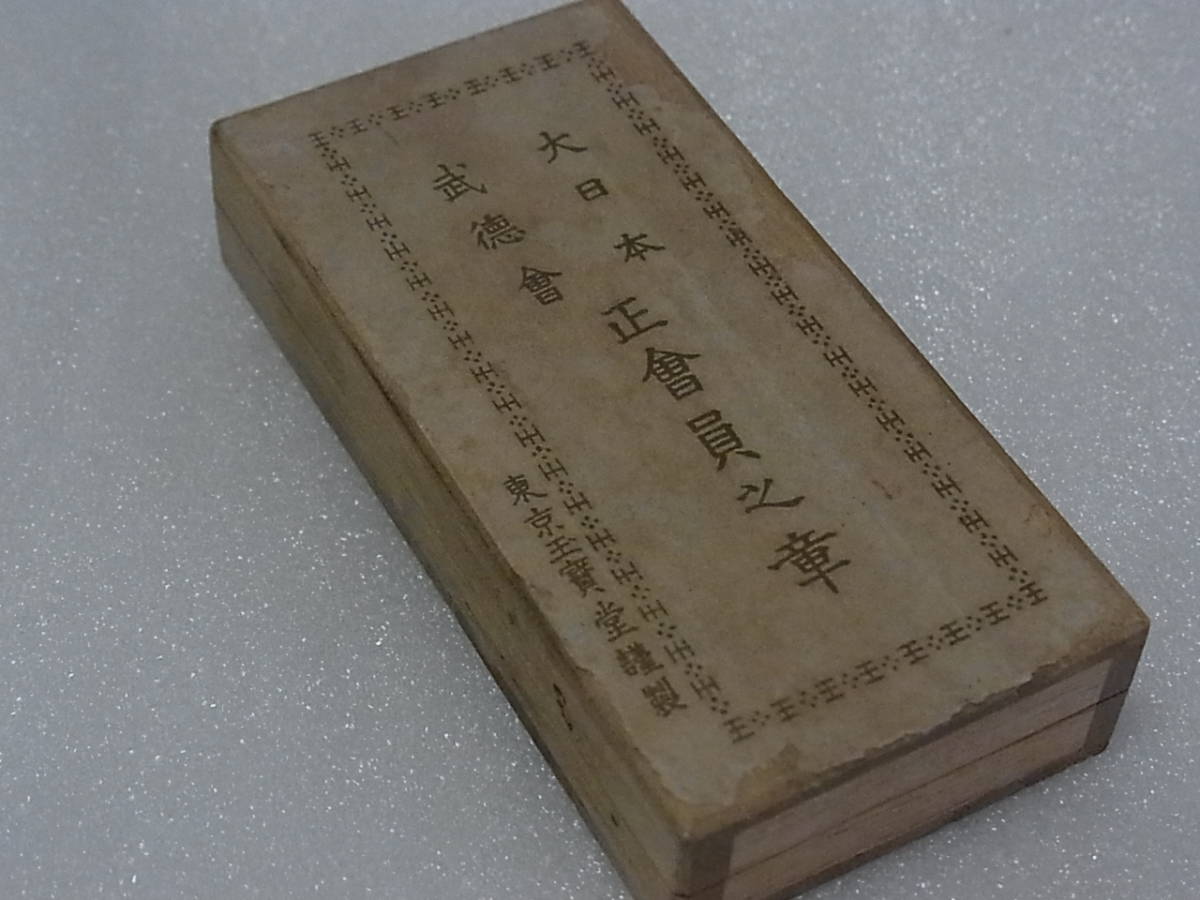 大日本
武德會
正會員之章
東京玉寶堂謹製